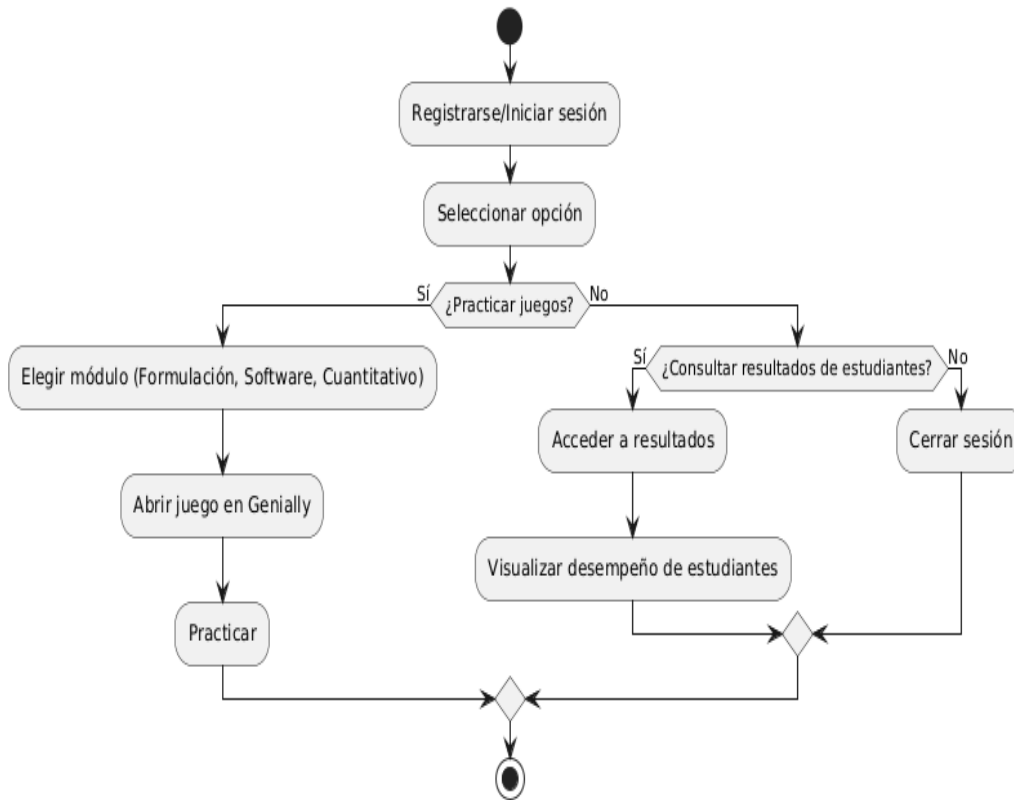 Registrarse/Iniciar sesión
Seleccionar opción
¿Practicar juegos?
Sí
No
Elegir módulo (Formulación, Software, Cuantitativo)
Abrir juego en Genially
Practicar
¿Consultar resultados de estudiantes?
Sí
No
Acceder a resultados
Visualizar desempeño de estudiantes
Cerrar sesión